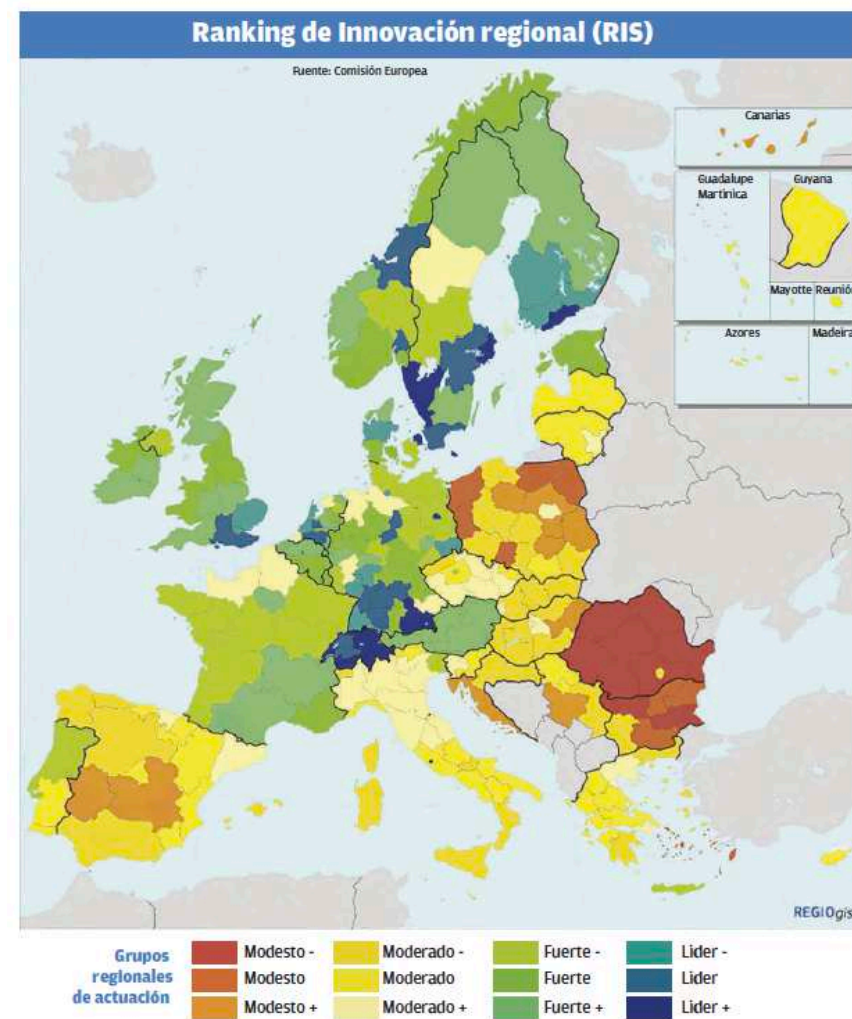 Ranking de Innovación regional (RIS)
Fuente: Comisión Europea
Canarias
Guadalupe
Martinica
Guyana
Mayotte
Reunión
Azores
Madeira
REGIOgis
Grupos
regionales
de actuación
Modesto -
Modesto
Modesto +
Moderado -
Moderado
Moderado +
Fuerte -
Fuerte
Fuerte +
Lider -
Lider
Lider +